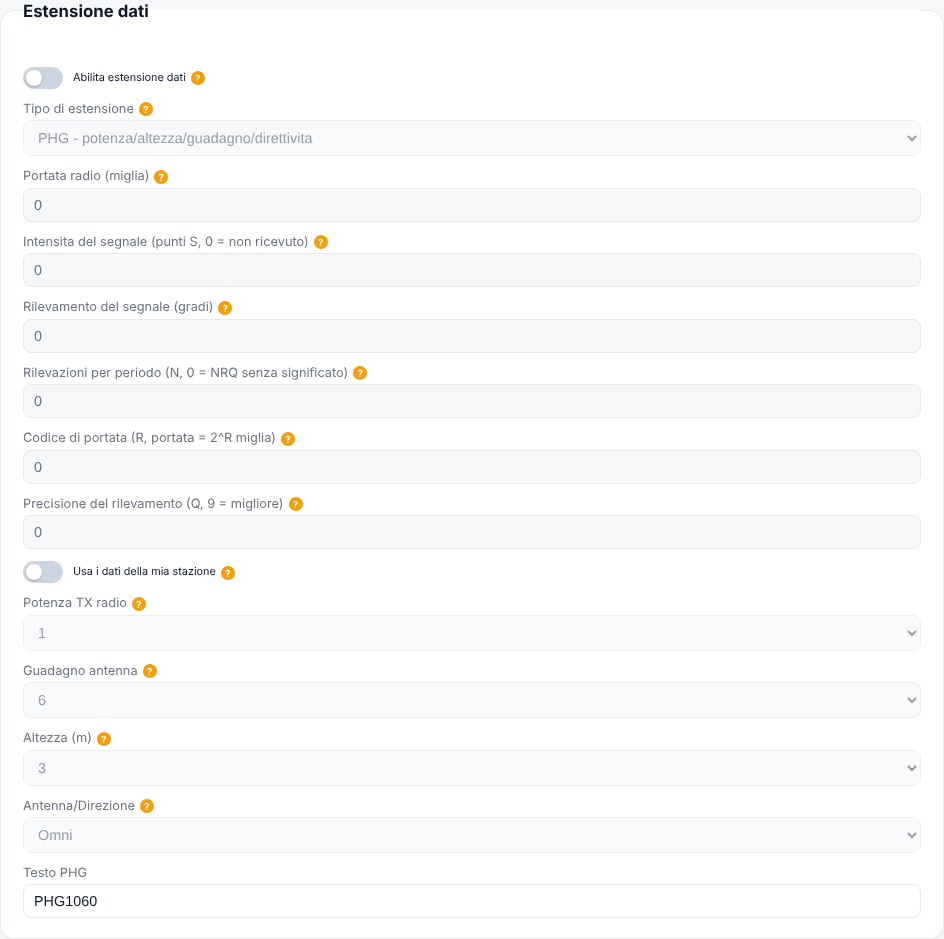 Estensione dati
Abilita estensione dati ?
Tipo di estensione ?
PHG - potenza/altezza/guadagno/direttivita
Portata radio (miglia) ?
0
Intensita del segnale (punti S, 0 = non ricevuto) ?
0
Rilevamento del segnale (gradi) ?
0
Rilevazioni per periodo (N, 0 = NRQ senza significato) ?
0
Codice di portata (R, portata = 2^R miglia) ?
0
Precisione del rilevamento (Q, 9 = migliore) ?
0
Usa i dati della mia stazione ?
Potenza TX radio ?
1
Guadagno antenna ?
6
Altezza (m) ?
3
Antenna/Direzione ?
Omni
Testo PHG
PHG1060